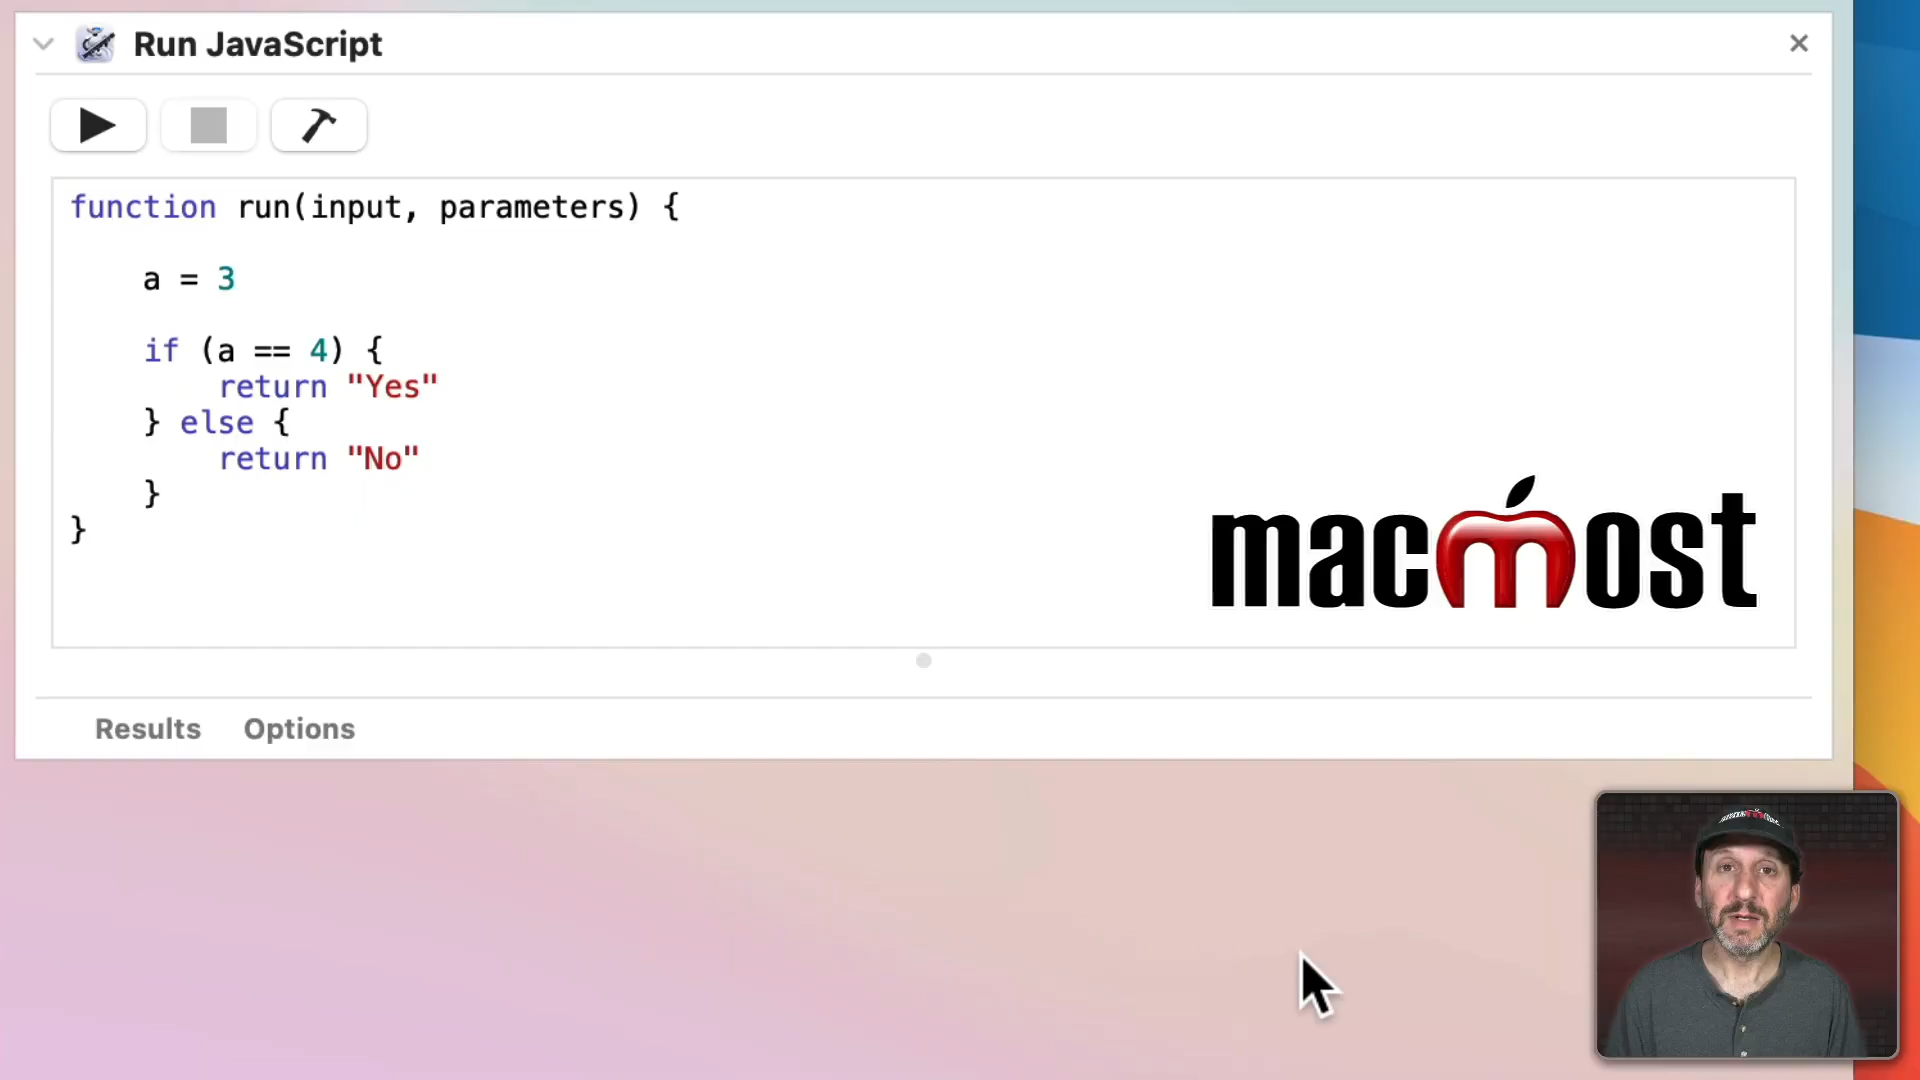 Run JavaScript
function run(input, parameters) {
a = 3
if (a == 4) {
return "Yes"
} else {
return "No"
}
}
macmost
Results Options